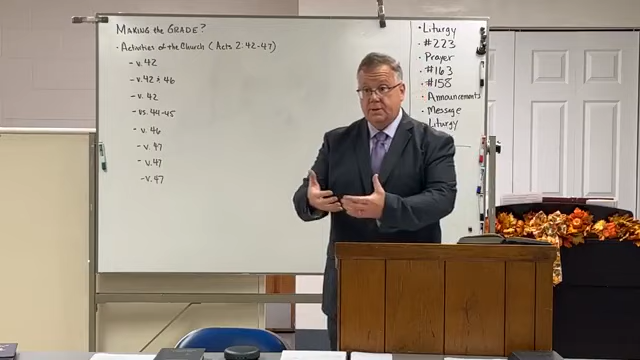 MAKING THE GRADE?
• Activities of the Church (Acts 2:42-47)
- v. 42
- v. 42 & 46
- v. 42
- vs. 44-45
- v. 46
- v. 47
- v. 47
- v. 47
• Liturgy
• #223
• Prayer
• #163
• #158
• Announcements
• Message
• Liturgy